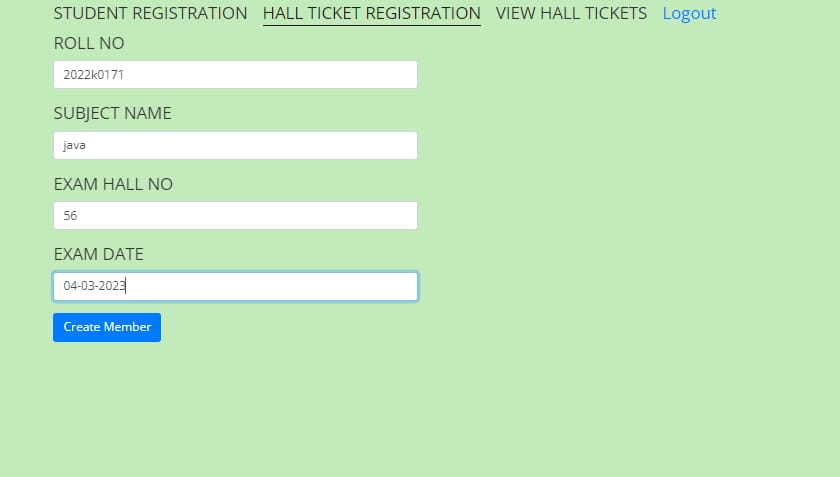 STUDENT REGISTRATION HALL TICKET REGISTRATION VIEW HALL TICKETS Logout
ROLL NO
2022k0171
SUBJECT NAME
java
EXAM HALL NO
56
EXAM DATE
04-03-2023
Create Member